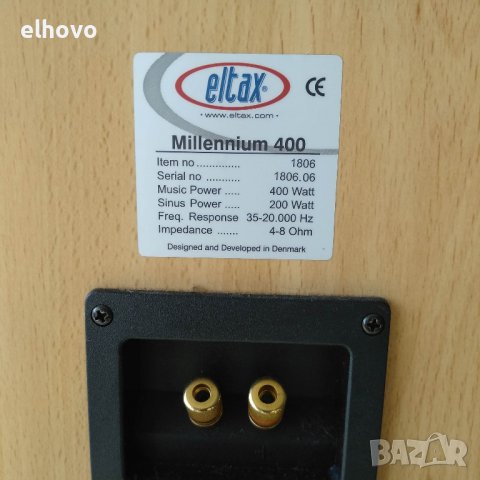 elhovo
eltax®
· www.eltax.com ·
CE
Millennium 400
Item no .............. 1806
Serial no ........... 1806.06
Music Power ..... 400 Watt
Sinus Power ..... 200 Watt
Freq. Response 35-20.000 Hz
Impedance ....... 4-8 Ohm
Designed and Developed in Denmark
BAZAR